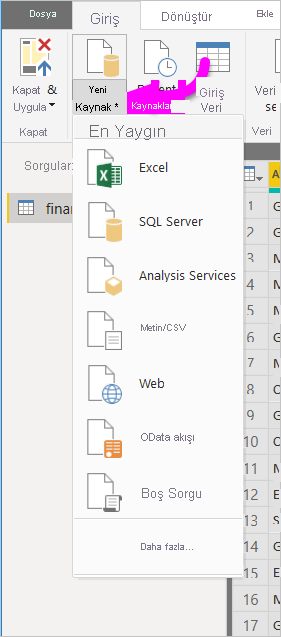 Dosya Giriş Dönüştür Ekle
Kapat &
Uygula
Yeni
Kaynak
Kaynaklar
Giriş
Veri
Veri
se
Kapat
Veri
Sorgular
En Yaygın
Excel
SQL Server
Analysis Services
Metin/CSV
Web
OData akışı
Boş Sorgu
Daha fazla...
finan
A
1 G
2 G
3 M
4 M
5 M
6 G
7 M
8 O
9 G
10 O
11 M
12 E
13 S
14 G
15 E
16 M
17 G